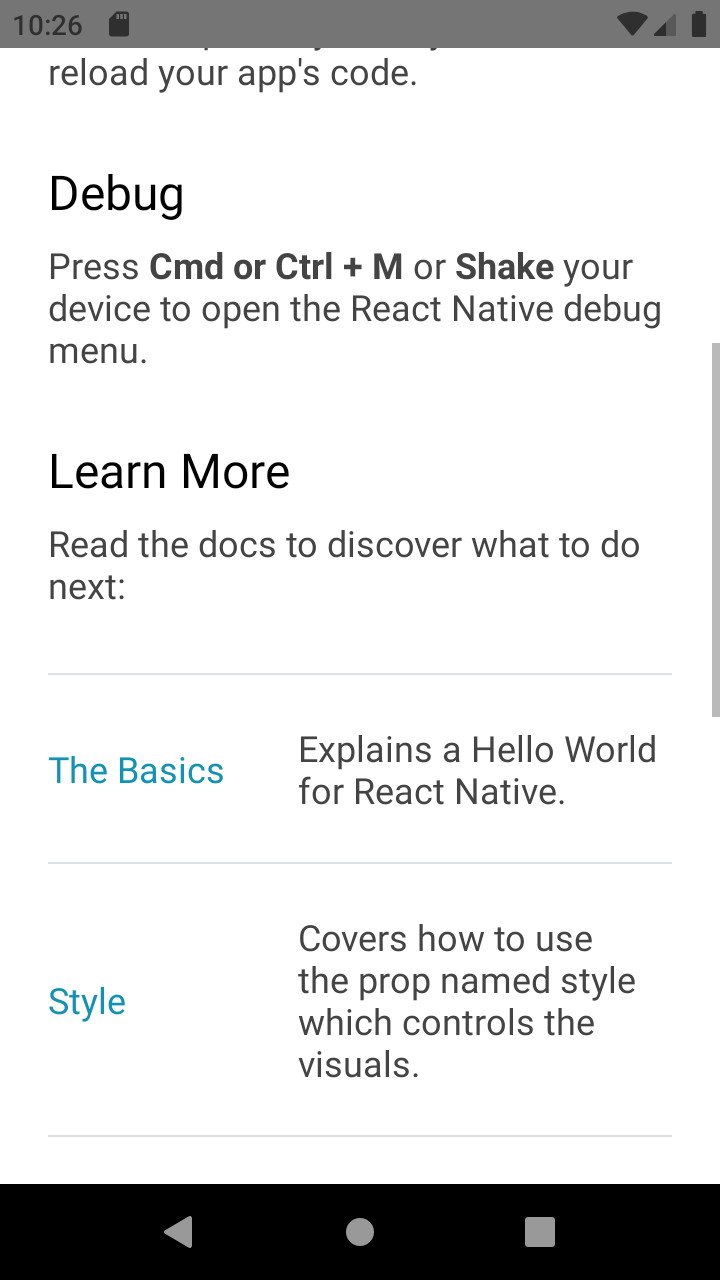 10:26
reload your app's code.
Debug
Press Cmd or Ctrl + M or Shake your
device to open the React Native debug
menu.
Learn More
Read the docs to discover what to do
next:
The Basics
Explains a Hello World
for React Native.
Style
Covers how to use
the prop named style
which controls the
visuals.